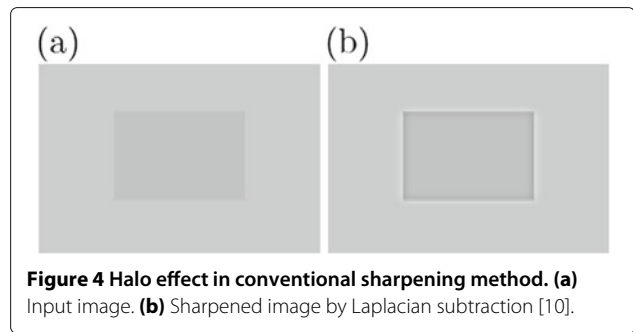 (a) (b)
Figure 4 Halo effect in conventional sharpening method. (a)
Input image. (b) Sharpened image by Laplacian subtraction [10].